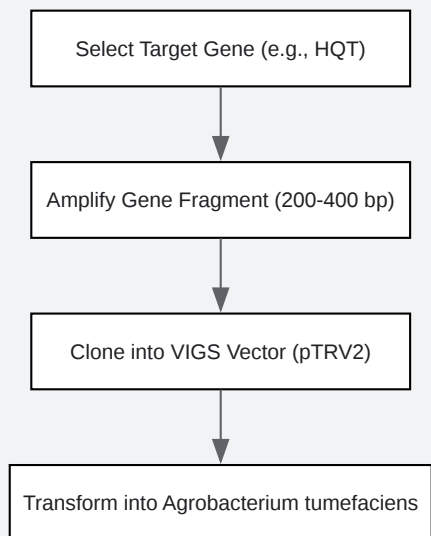 Select Target Gene (e.g., HQT)
Amplify Gene Fragment (200-400 bp)
Clone into VIGS Vector (pTRV2)
Transform into Agrobacterium tumefaciens